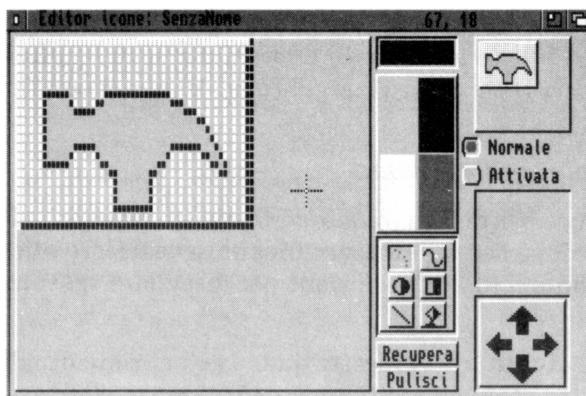 Editor icone: SenzaNome 67, 18
Normale
Attivata
Recupera
Pulisci